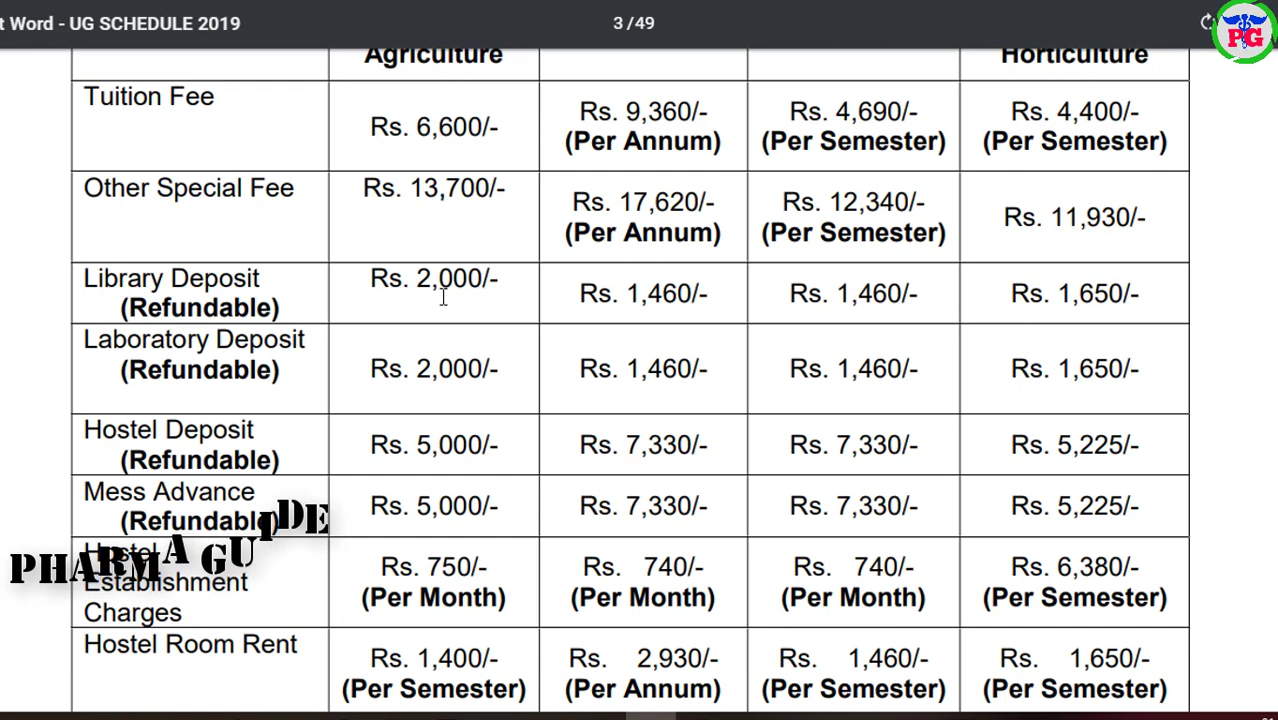 t Word - UG SCHEDULE 2019
3 / 49
PG
Agriculture
Horticulture
Tuition Fee
Rs. 6,600/-
Rs. 9,360/-
(Per Annum)
Rs. 4,690/-
(Per Semester)
Rs. 4,400/-
(Per Semester)
Other Special Fee
Rs. 13,700/-
Rs. 17,620/-
(Per Annum)
Rs. 12,340/-
(Per Semester)
Rs. 11,930/-
Library Deposit
(Refundable)
Rs. 2,000/-
Rs. 1,460/-
Rs. 1,460/-
Rs. 1,650/-
Laboratory Deposit
(Refundable)
Rs. 2,000/-
Rs. 1,460/-
Rs. 1,460/-
Rs. 1,650/-
Hostel Deposit
(Refundable)
Rs. 5,000/-
Rs. 7,330/-
Rs. 7,330/-
Rs. 5,225/-
Mess Advance
(Refundable)
Rs. 5,000/-
Rs. 7,330/-
Rs. 7,330/-
Rs. 5,225/-
PHARMA GUIDE
Hostel
Establishment
Charges
Rs. 750/-
(Per Month)
Rs. 740/-
(Per Month)
Rs. 740/-
(Per Month)
Rs. 6,380/-
(Per Semester)
Hostel Room Rent
Rs. 1,400/-
(Per Semester)
Rs. 2,930/-
(Per Annum)
Rs. 1,460/-
(Per Semester)
Rs. 1,650/-
(Per Semester)